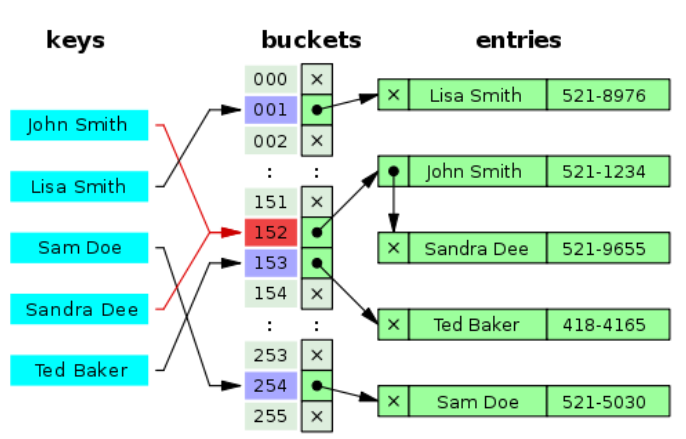 keys
buckets
entries
John Smith
Lisa Smith
Sam Doe
Sandra Dee
Ted Baker
000 ×
001
002 ×
: :
151 ×
152
153
154 ×
: :
253 ×
254
255 ×
× Lisa Smith 521-8976
John Smith 521-1234
× Sandra Dee 521-9655
× Ted Baker 418-4165
× Sam Doe 521-5030